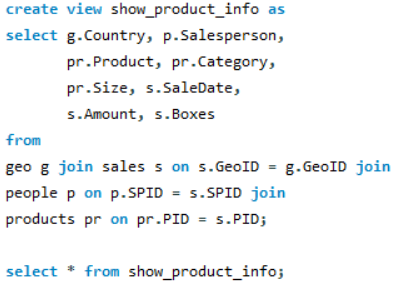 create view show_product_info as
select g.Country, p.Salesperson,
pr.Product, pr.Category,
pr.Size, s.SaleDate,
s.Amount, s.Boxes
from
geo g join sales s on s.GeoID = g.GeoID join
people p on p.SPID = s.SPID join
products pr on pr.PID = s.PID;
select * from show_product_info;